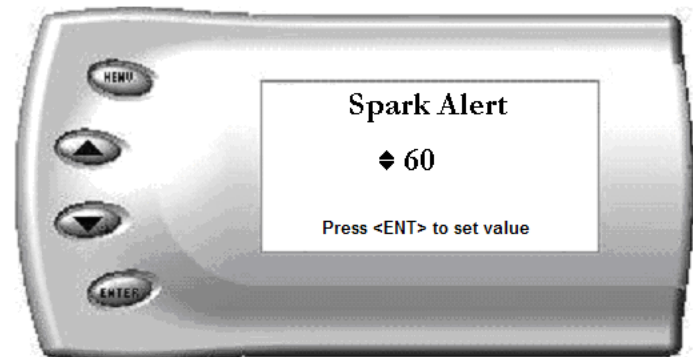 MENU
Spark Alert
60
Press <ENT> to set value
ENTER